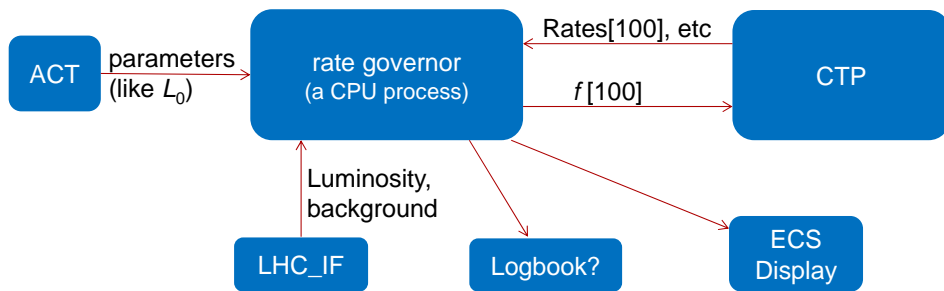 Rates[100], etc
ACT
parameters
(like L0)
rate governor
(a CPU process)
CTP
f [100]
Luminosity,
background
LHC_IF
Logbook?
ECS
Display